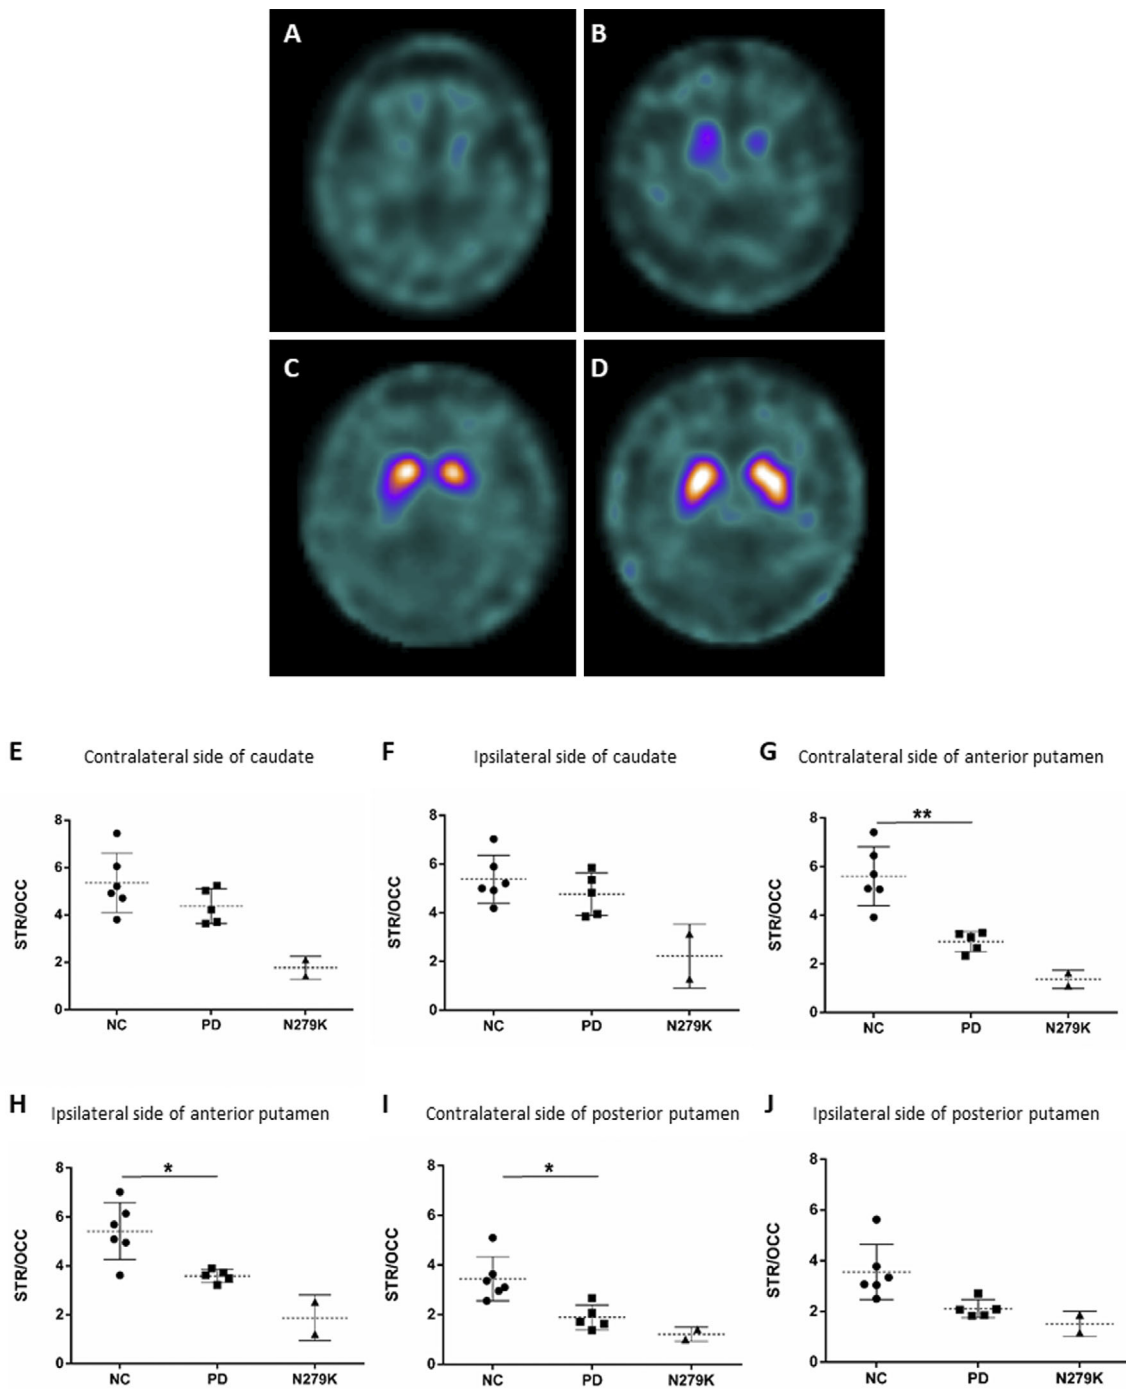 A
B
C
D
E Contralateral side of caudate
F Ipsilateral side of caudate
G Contralateral side of anterior putamen
STR/OCC
8
6
4
2
0
NC PD N279K
STR/OCC
8
6
4
2
0
NC PD N279K
STR/OCC
8
6
4
2
0
**
NC PD N279K
H Ipsilateral side of anterior putamen
I Contralateral side of posterior putamen
J Ipsilateral side of posterior putamen
STR/OCC
8
6
4
2
0
*
NC PD N279K
STR/OCC
8
6
4
2
0
*
NC PD N279K
STR/OCC
8
6
4
2
0
NC PD N279K